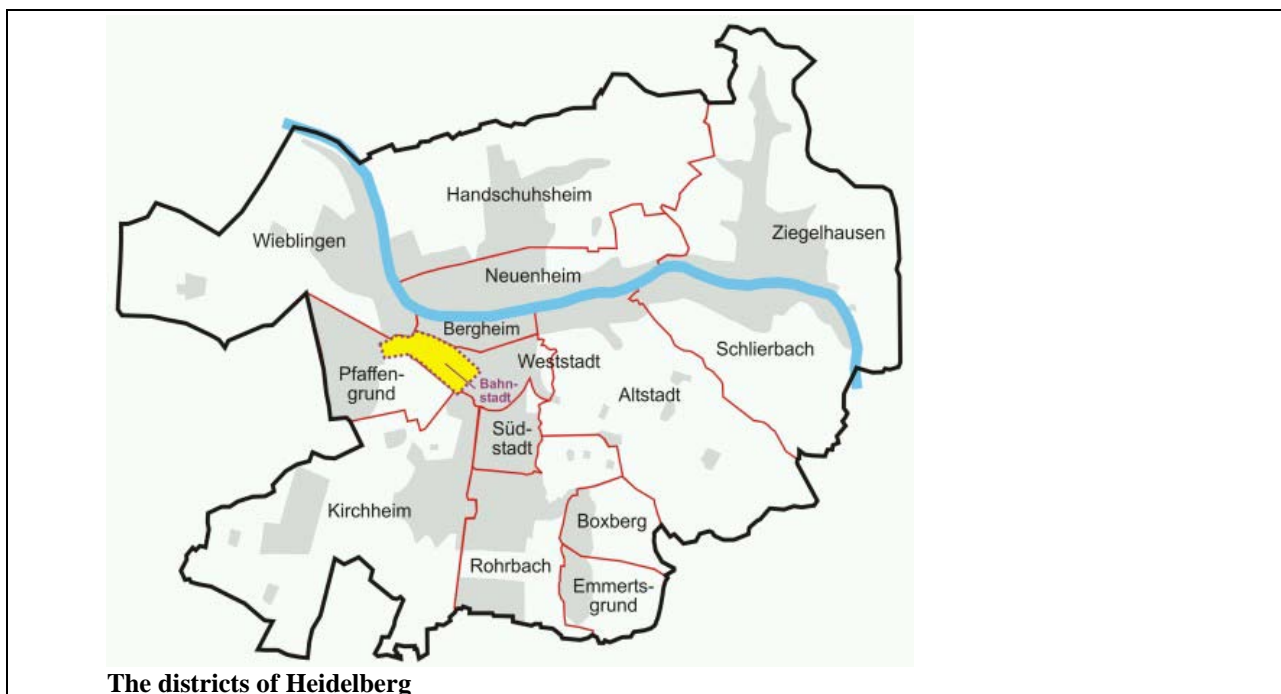 Handschuhsheim
Ziegelhausen
Wieblingen
Neuenheim
Bergheim
Schlierbach
Weststadt
Pfaffen-
grund
Bahn-
stadt
Altstadt
Süd-
stadt
Kirchheim
Boxberg
Rohrbach
Emmerts-
grund
The districts of Heidelberg